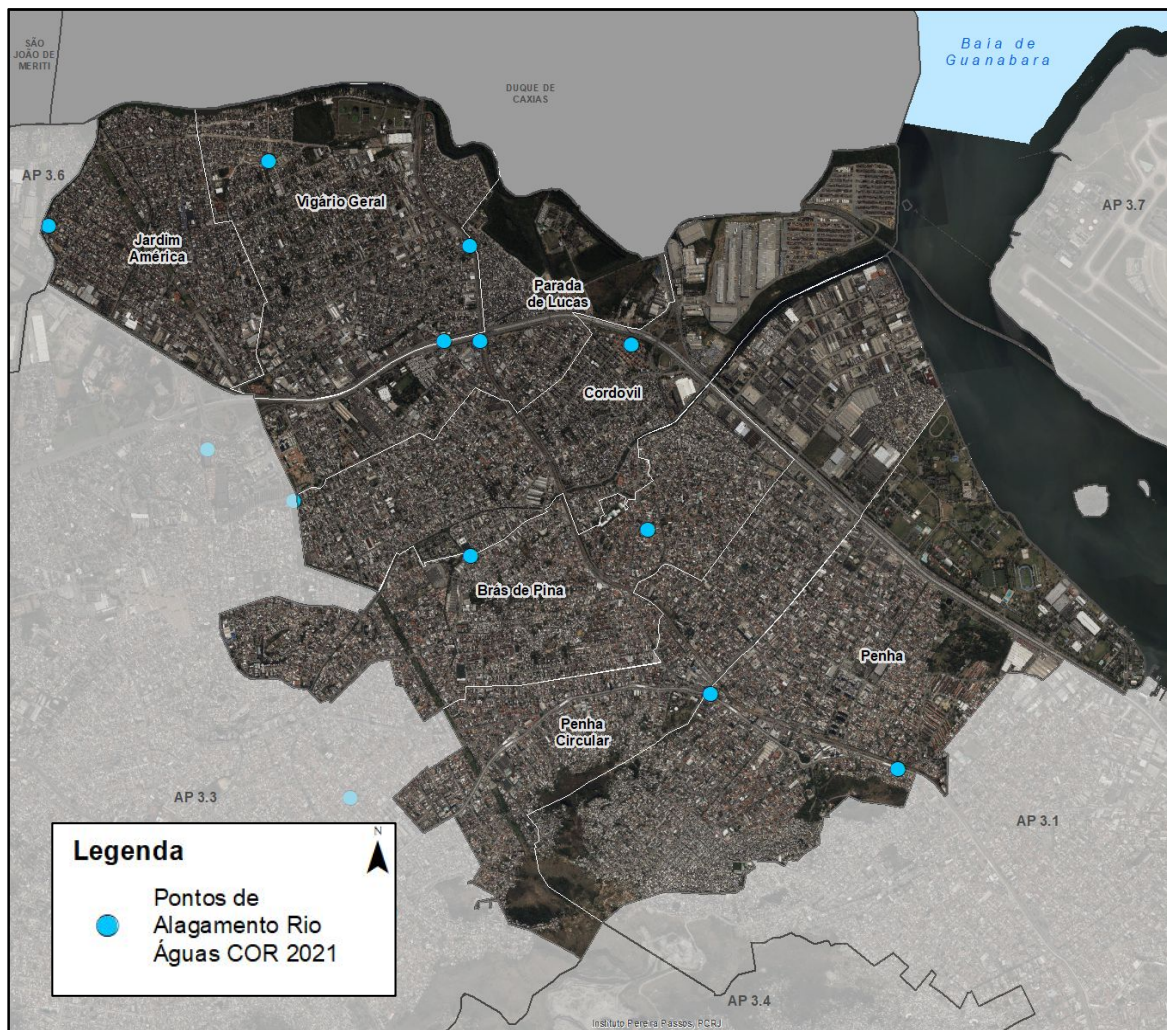 SÃO
JOÃO DE
MERITI
Baia de
Guanabara
DUQUE DE
CAXIAS
AP 3.6
Vigário Geral
AP 3.7
Jardim
América
Parada
de Lucas
Cordovil
Brás de Pina
Penha
Penha
Circular
AP 3.3
AP 3.1
Legenda
N
Pontos de
Alagamento Rio
Águas COR 2021
AP 3.4
Instituto Pereira Passos, PCRJ